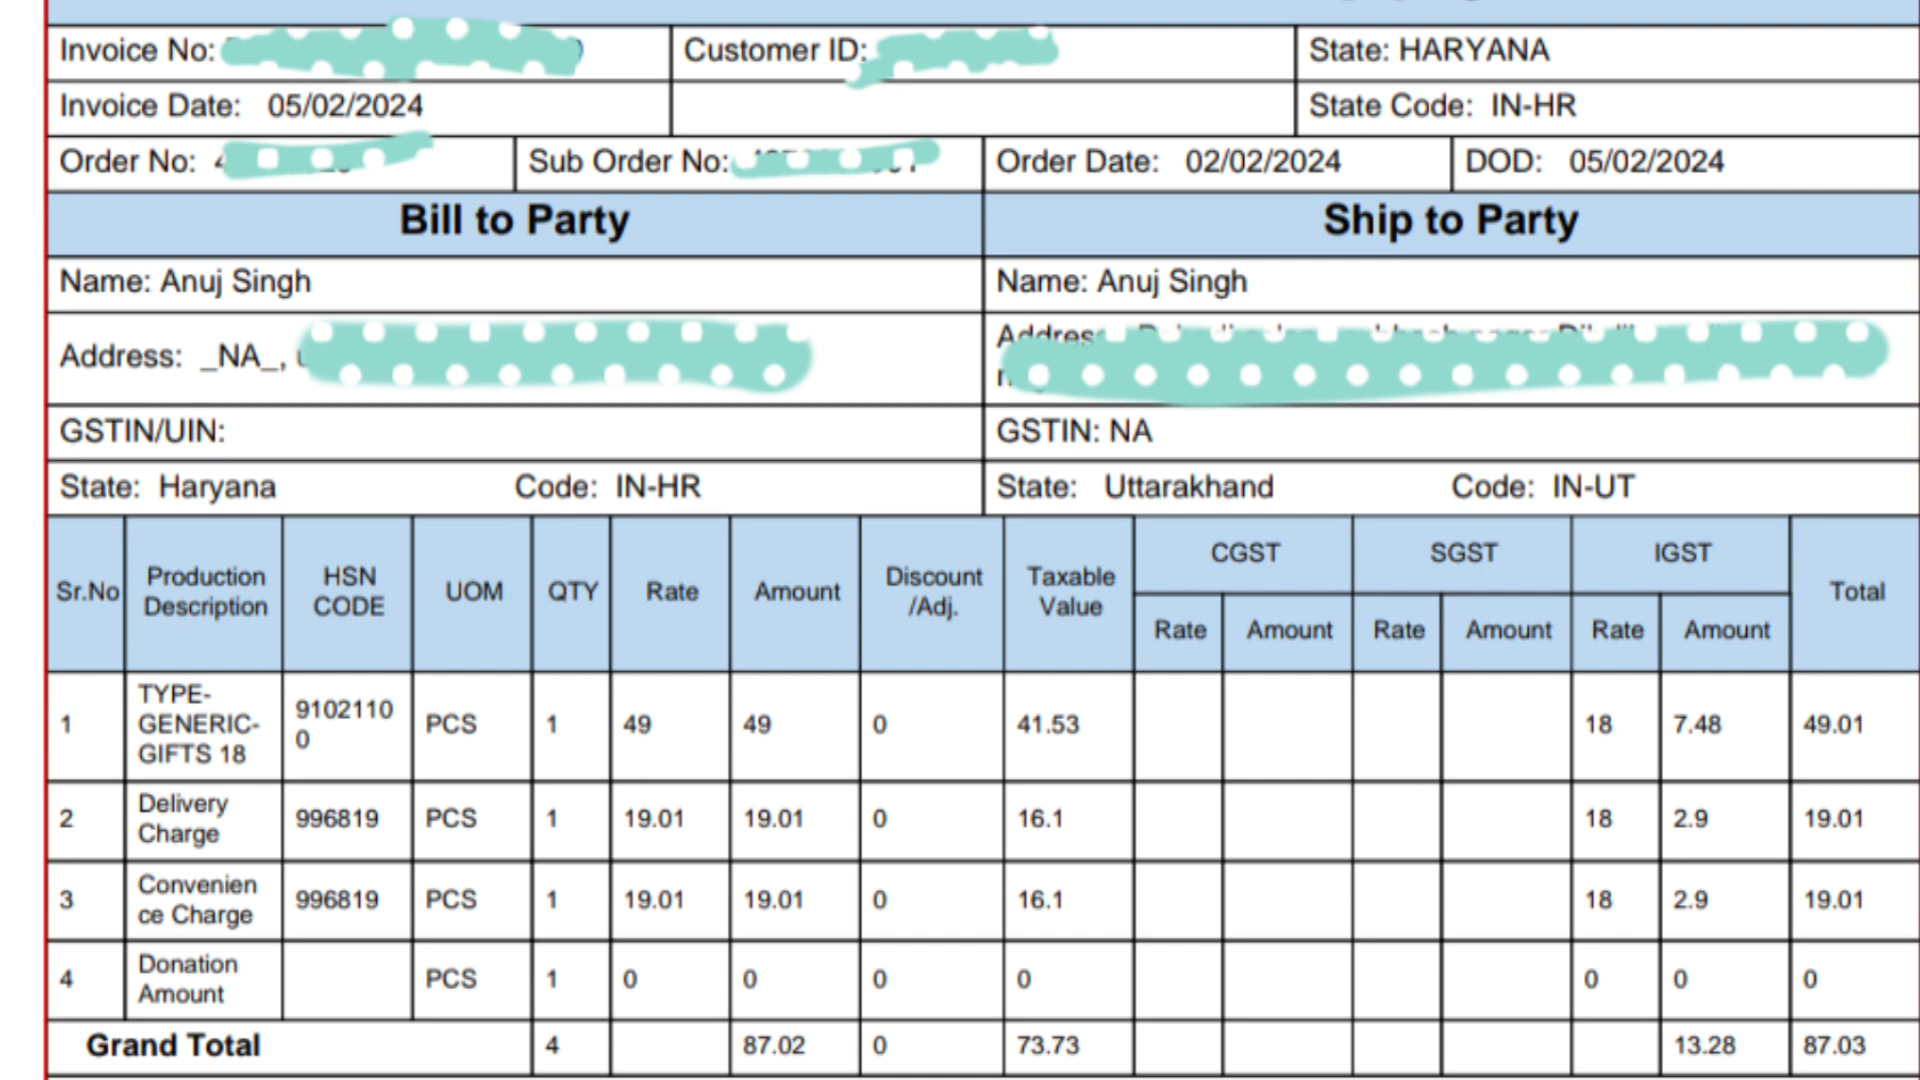 Invoice No:
Customer ID:
State: HARYANA
Invoice Date: 05/02/2024
State Code: IN-HR
Order No: 4
Sub Order No:
Order Date: 02/02/2024
DOD: 05/02/2024
Bill to Party
Ship to Party
Name: Anuj Singh
Name: Anuj Singh
Address: _NA_,
Address
GSTIN/UIN:
GSTIN: NA
State: Haryana Code: IN-HR
State: Uttarakhand Code: IN-UT
Sr.No
Production
Description
HSN
CODE
UOM
QTY
Rate
Amount
Discount
/Adj.
Taxable
Value
CGST
SGST
IGST
Total
Rate Amount Rate Amount Rate Amount
1
TYPE-
GENERIC-
GIFTS 18
9102110
0
PCS 1 49 49 0 41.53 18 7.48 49.01
2
Delivery
Charge
996819 PCS 1 19.01 19.01 0 16.1 18 2.9 19.01
3
Convenien
ce Charge
996819 PCS 1 19.01 19.01 0 16.1 18 2.9 19.01
4
Donation
Amount
PCS 1 0 0 0 0 0 0 0
Grand Total 4 87.02 0 73.73 13.28 87.03